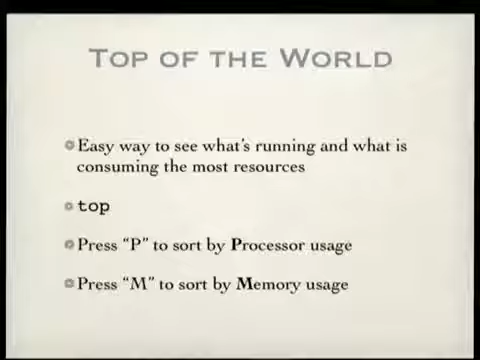 TOP OF THE WORLD
Easy way to see what's running and what is
consuming the most resources
top
Press “P” to sort by Processor usage
Press “M” to sort by Memory usage